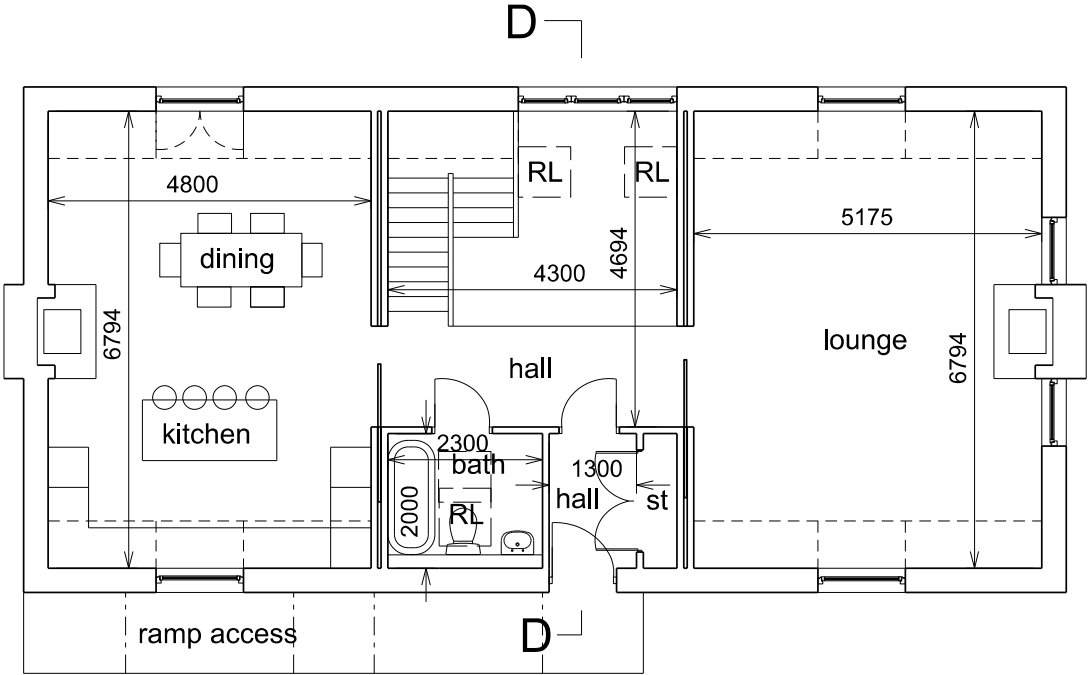 D
RL
RL
4800
5175
4694
dining
4300
6794
lounge
6794
hall
kitchen
2300
bath
1300
2000
RL
hall
st
ramp access
D